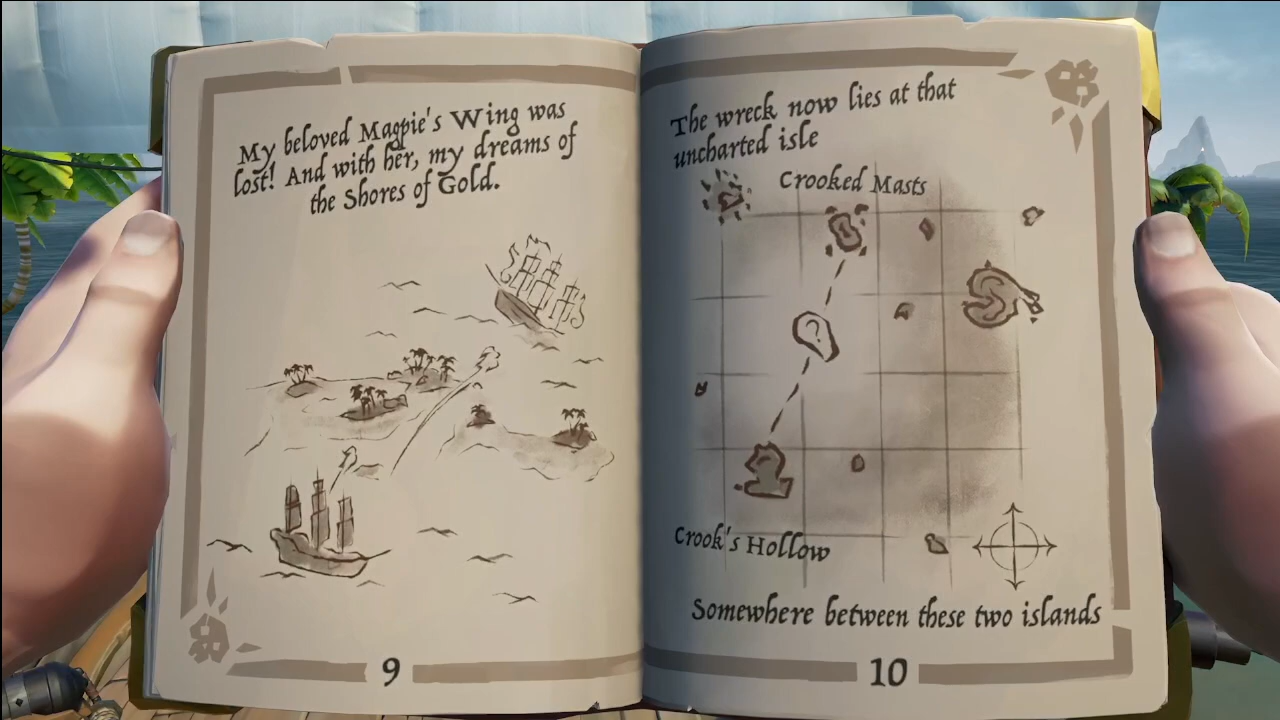 My beloved Magpie's Wing was
lost! And with her, my dreams of
the Shores of Gold.
9
The wreck now lies at that
uncharted isle
Crooked Masts
?
Crook's Hollow
Somewhere between these two islands
10